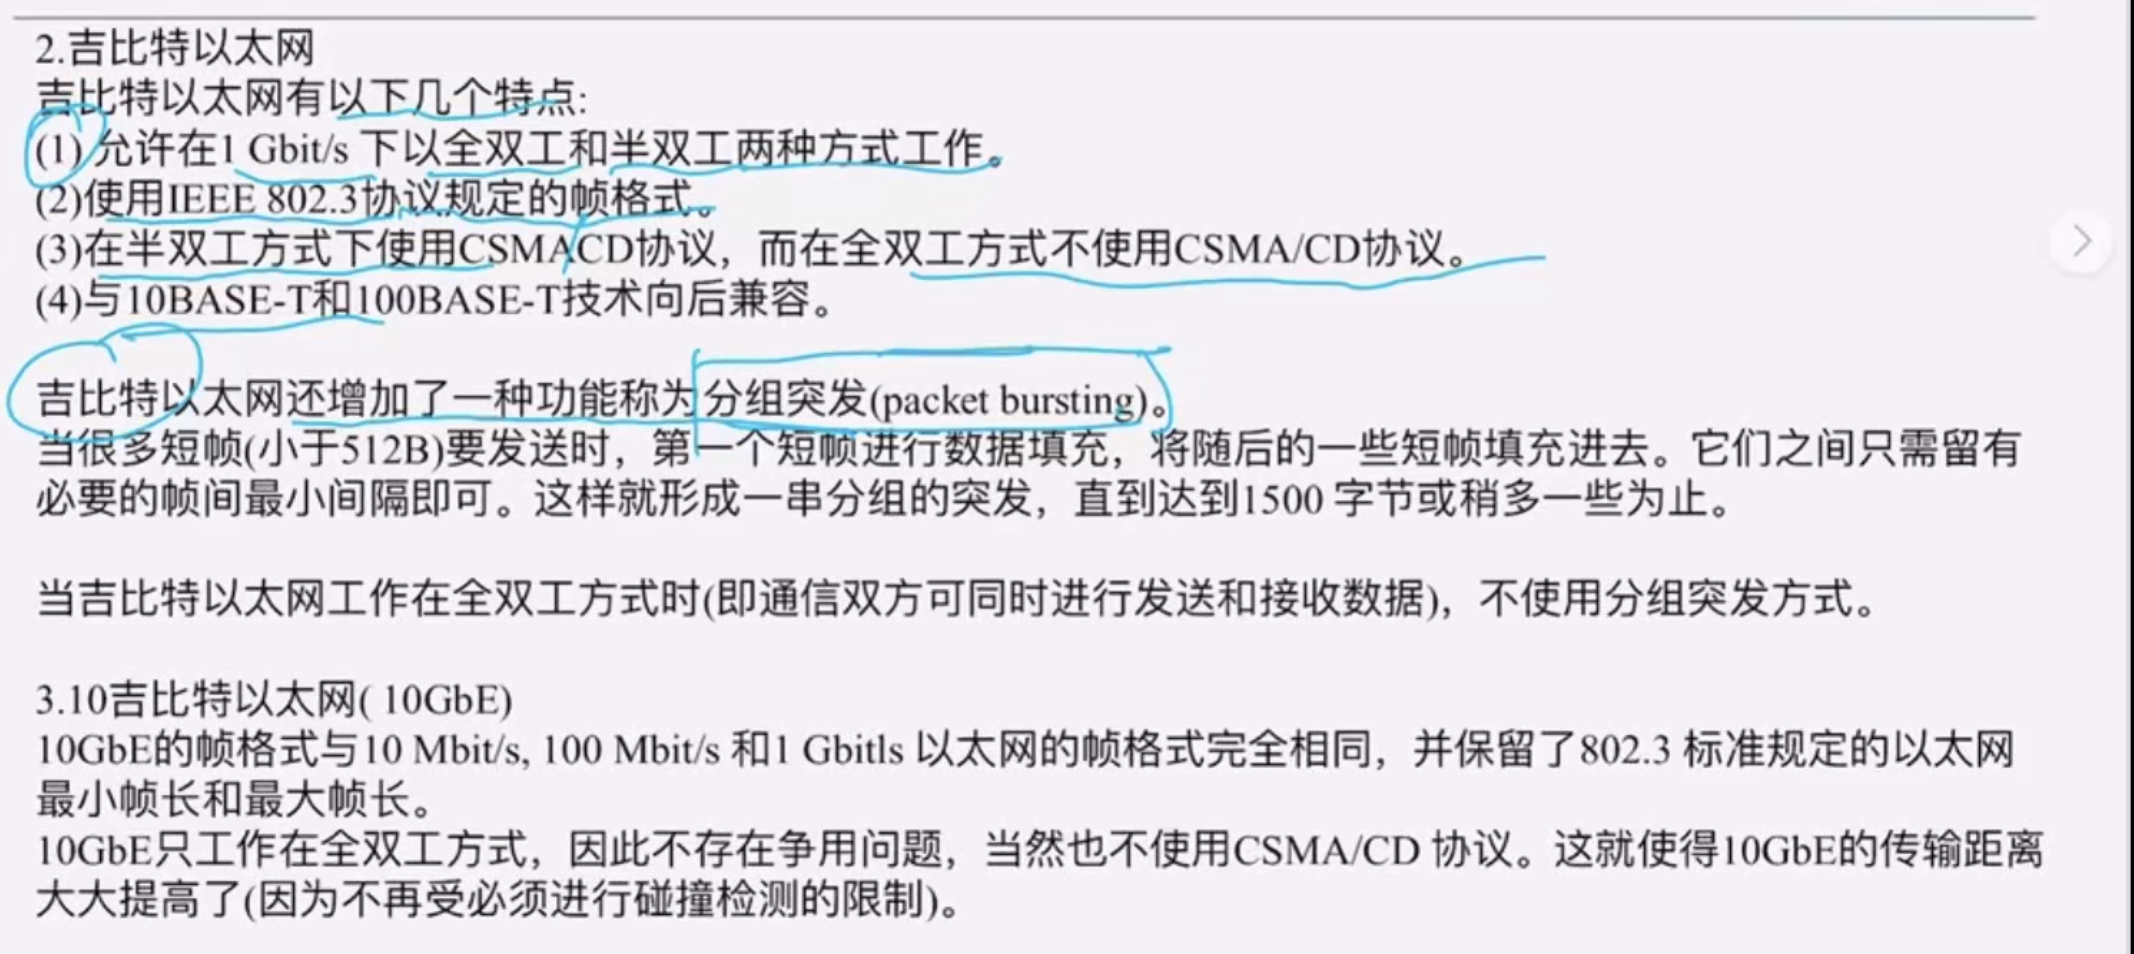 2.吉比特以太网
吉比特以太网有以下几个特点:
(1) 允许在1 Gbit/s 下以全双工和半双工两种方式工作。
(2)使用IEEE 802.3协议规定的帧格式。
(3)在半双工方式下使用CSMACD协议，而在全双工方式不使用CSMA/CD协议。
(4)与10BASE-T和100BASE-T技术向后兼容。
吉比特以太网还增加了一种功能称为分组突发(packet bursting)。
当很多短帧(小于512B)要发送时，第一个短帧进行数据填充，将随后的一些短帧填充进去。它们之间只需留有
必要的帧间最小间隔即可。这样就形成一串分组的突发，直到达到1500 字节或稍多一些为止。
当吉比特以太网工作在全双工方式时(即通信双方可同时进行发送和接收数据)，不使用分组突发方式。
3.10吉比特以太网( 10GbE)
10GbE的帧格式与10 Mbit/s, 100 Mbit/s 和1 Gbitls 以太网的帧格式完全相同，并保留了802.3 标准规定的以太网
最小帧长和最大帧长。
10GbE只工作在全双工方式，因此不存在争用问题，当然也不使用CSMA/CD 协议。这就使得10GbE的传输距离
大大提高了(因为不再受必须进行碰撞检测的限制)。